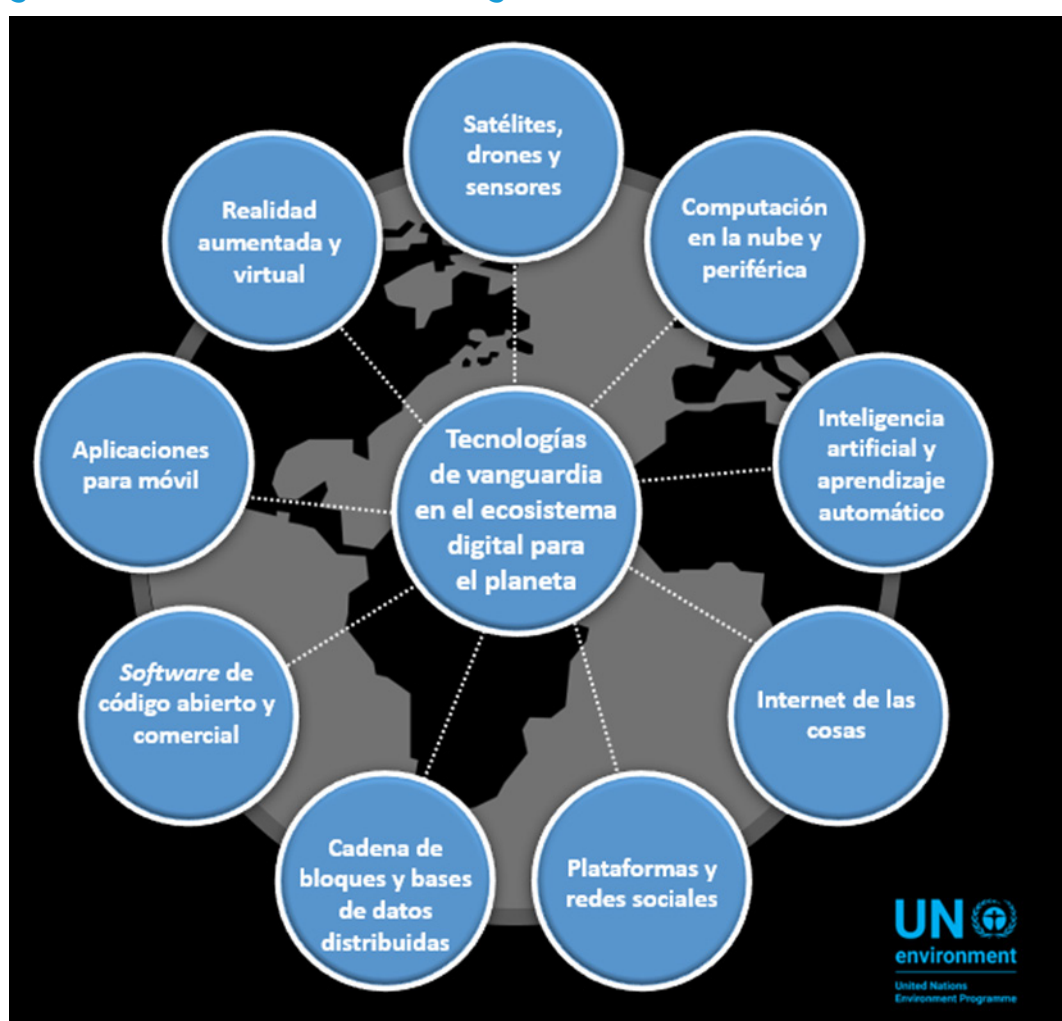 Satélites,
drones y
sensores
Computación
en la nube y
periférica
Inteligencia
artificial y
aprendizaje
automático
Internet de las
cosas
Plataformas y
redes sociales
Cadena de
bloques y bases
de datos
distribuidas
Software de
código abierto y
comercial
Aplicaciones
para móvil
Realidad
aumentada y
virtual
Tecnologías
de vanguardia
en el ecosistema
digital para
el planeta
UN
environment
United Nations
Environment Programme